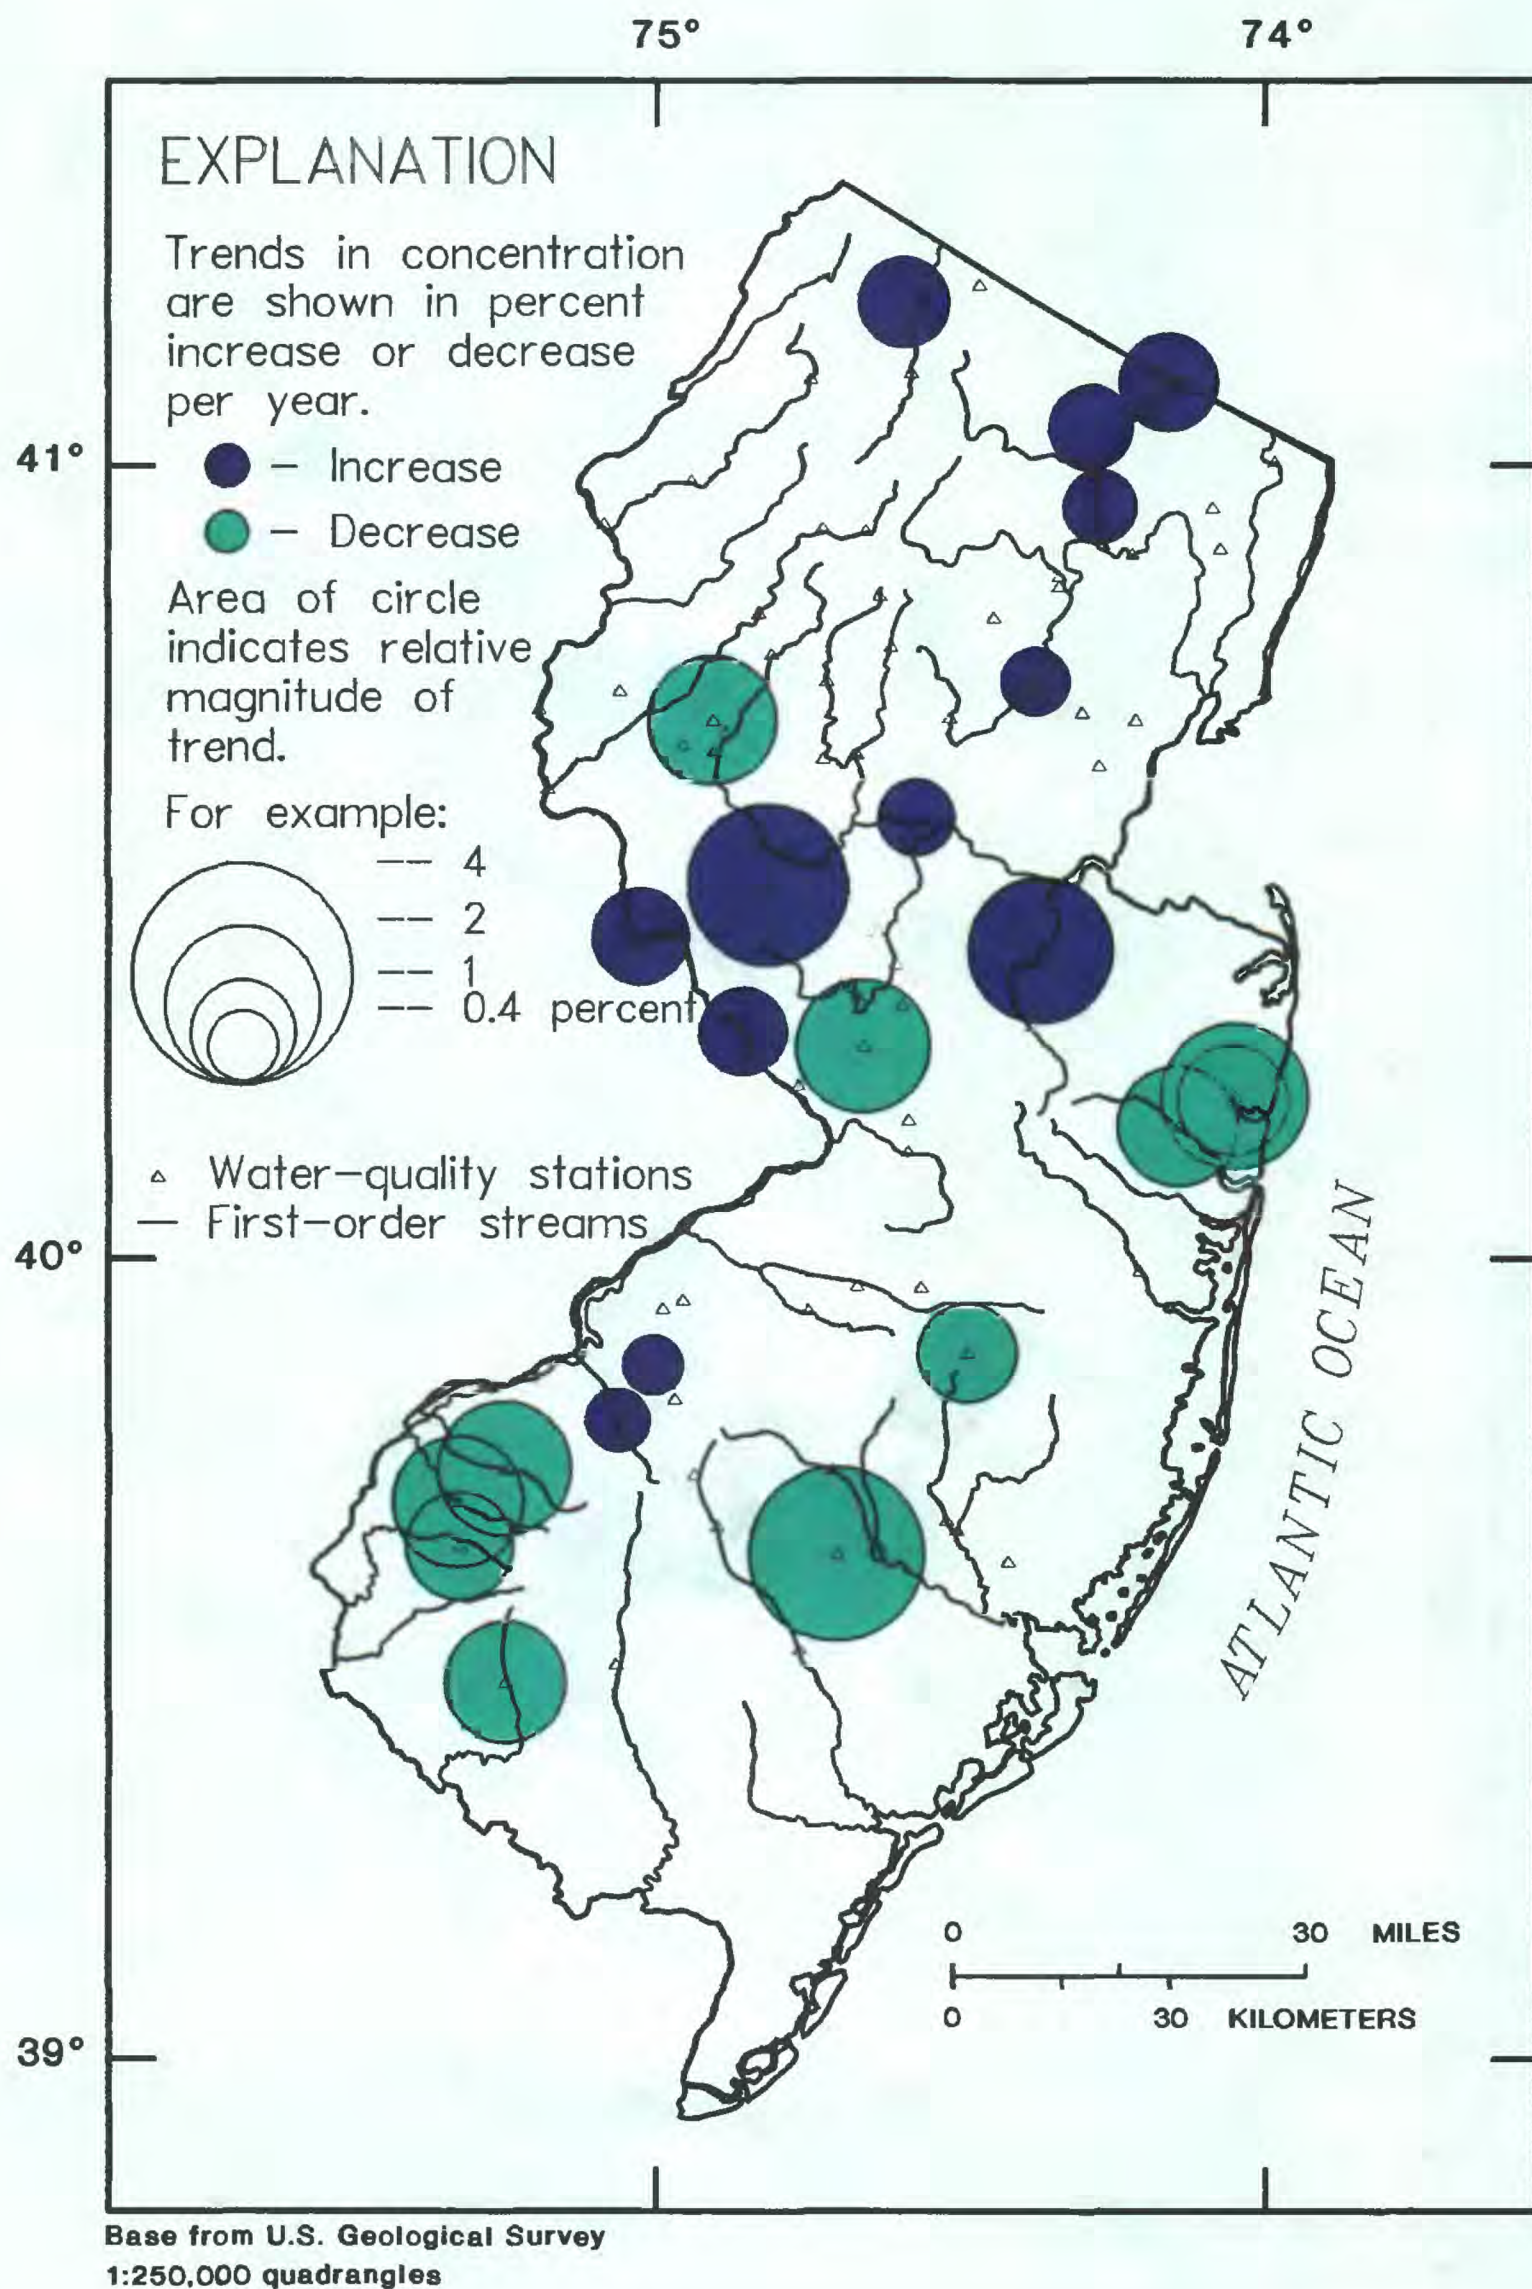 75° 74°
EXPLANATION
Trends in concentration
are shown in percent
increase or decrease
per year.
41°
— Increase
— Decrease
Area of circle
indicates relative
magnitude of
trend.
For example:
—— 4
—— 2
—— 1
—— 0.4 percent
Water—quality stations
— First—order streams
40°
ATLANTIC OCEAN
0 30 MILES
0 30 KILOMETERS
39°
Base from U.S. Geological Survey
1:250,000 quadrangles